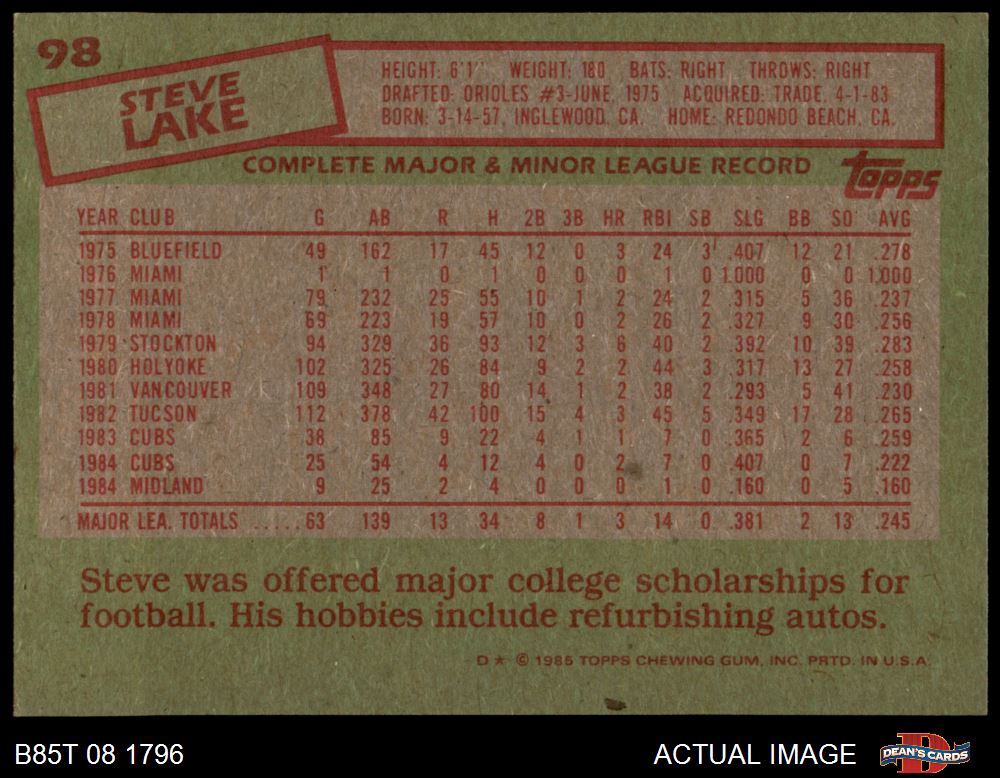 98
STEVE
LAKE
HEIGHT: 6'1" WEIGHT: 180 BATS: RIGHT THROWS: RIGHT
DRAFTED: ORIOLES #3-JUNE, 1975 ACQUIRED: TRADE, 4-1-83
BORN: 3-14-57, INGLEWOOD, CA. HOME: REDONDO BEACH, CA.
COMPLETE MAJOR & MINOR LEAGUE RECORD
TOPPS
YEAR CLUB G AB R H 2B 3B HR RBI SB SLG BB SO AVG
1975 BLUEFIELD 49 162 17 45 12 0 3 24 3 .407 12 21 .278
1976 MIAMI 1 1 0 1 0 0 0 1 0 1.000 0 0 1.000
1977 MIAMI 79 232 25 55 10 1 2 24 2 .315 5 36 .237
1978 MIAMI 69 223 19 57 10 0 2 26 2 .327 9 30 .256
1979 STOCKTON 94 329 36 93 12 3 6 40 2 .392 10 39 .283
1980 HOLYOKE 102 325 26 84 9 2 2 44 3 .317 13 27 .258
1981 VANCOUVER 109 348 27 80 14 1 2 38 2 .293 5 41 .230
1982 TUCSON 112 378 42 100 15 4 3 45 5 .349 17 28 .265
1983 CUBS 38 85 9 22 4 1 1 7 0 .365 2 6 .259
1984 CUBS 25 54 4 12 4 0 2 7 0 .407 0 7 .222
1984 MIDLAND 9 25 2 4 0 0 0 1 0 .160 0 5 .160
MAJOR LEA. TOTALS .....63 139 13 34 8 1 3 14 0 .381 2 13 .245
Steve was offered major college scholarships for
football. His hobbies include refurbishing autos.
D ★ © 1985 TOPPS CHEWING GUM, INC. PRTD. IN U.S.A.
B85T 08 1796
ACTUAL IMAGE
D
DEAN'S CARDS